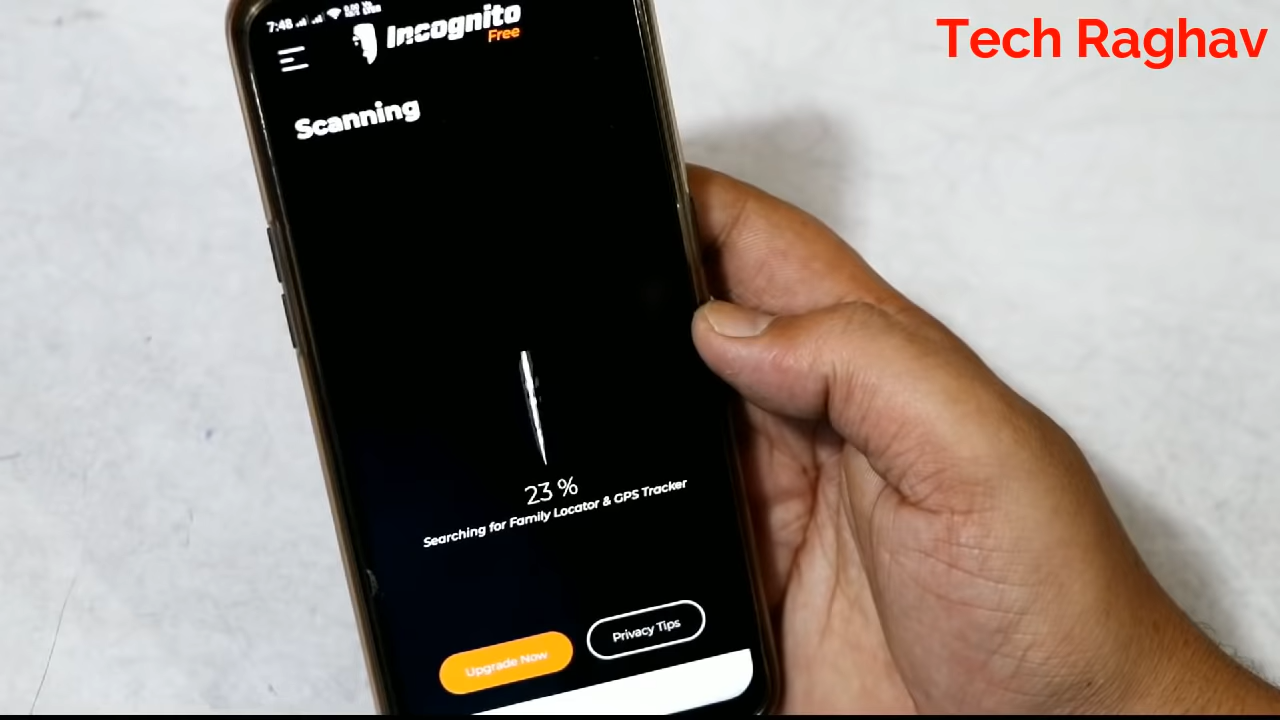 Tech Raghav
7:48
Incognito
Free
Scanning
23 %
Searching for Family Locator & GPS Tracker
Upgrade Now
Privacy Tips